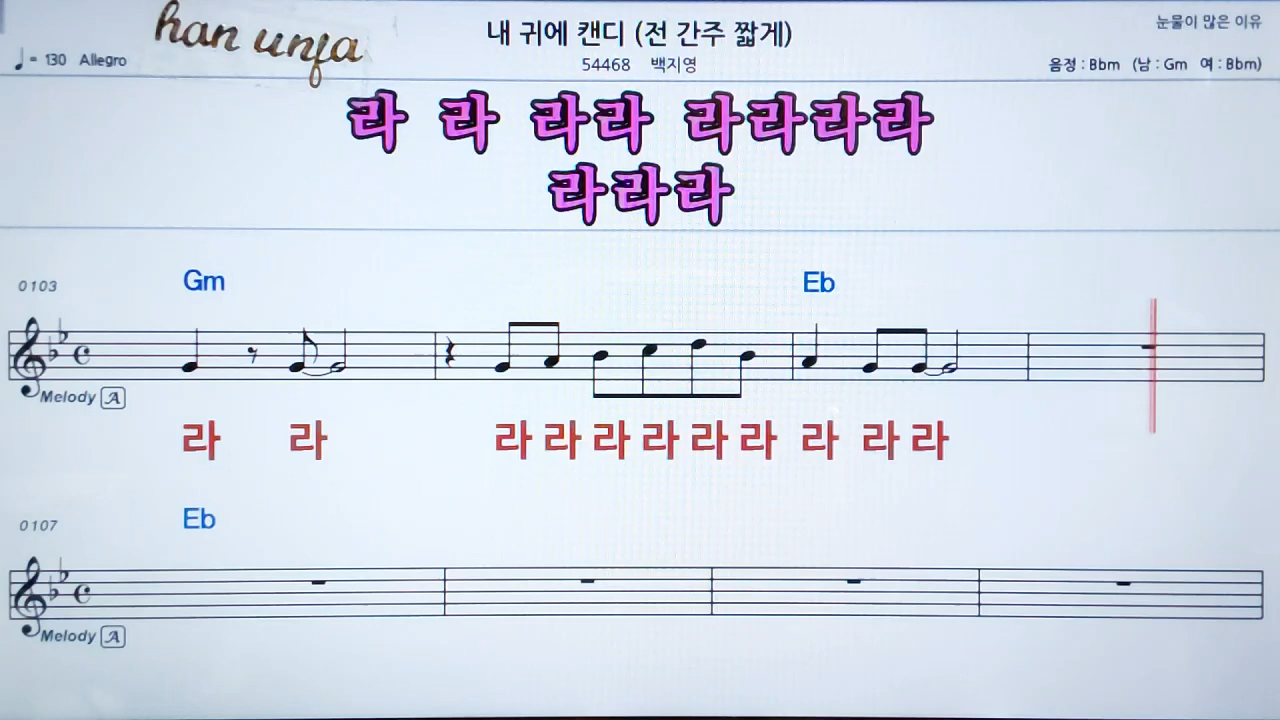 han unja
내 귀에 캔디 (전 간주 짧게)
눈물이 많은 이유
♩ = 130 Allegro
54468 백지영
음정 : Bbm (남 : Gm 여 : Bbm)
라 라 라라 라라라라
라라라
0103
Gm
Eb
Melody A
라 라 라 라 라 라 라 라 라 라 라
0107
Eb
Melody A